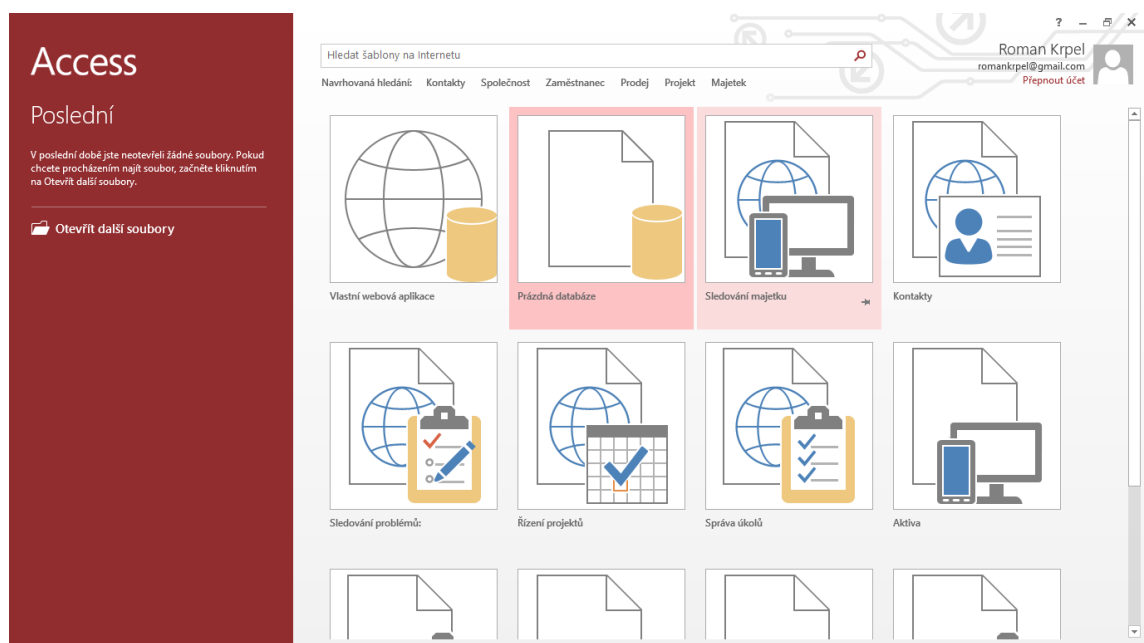 Access
Poslední
V poslední době jste neotevřeli žádné soubory. Pokud
chcete procházením najít soubor, začněte kliknutím
na Otevřít další soubory.
Otevřít další soubory
Hledat šablony na Internetu
Navrhovaná hledání: Kontakty Společnost Zaměstnanec Prodej Projekt Majetek
?
Roman Krpel
romankrpel@gmail.com
Přepnout účet
Vlastní webová aplikace
Prázdná databáze
Sledování majetku
Kontakty
Sledování problémů:
Řízení projektů
Správa úkolů
Aktiva